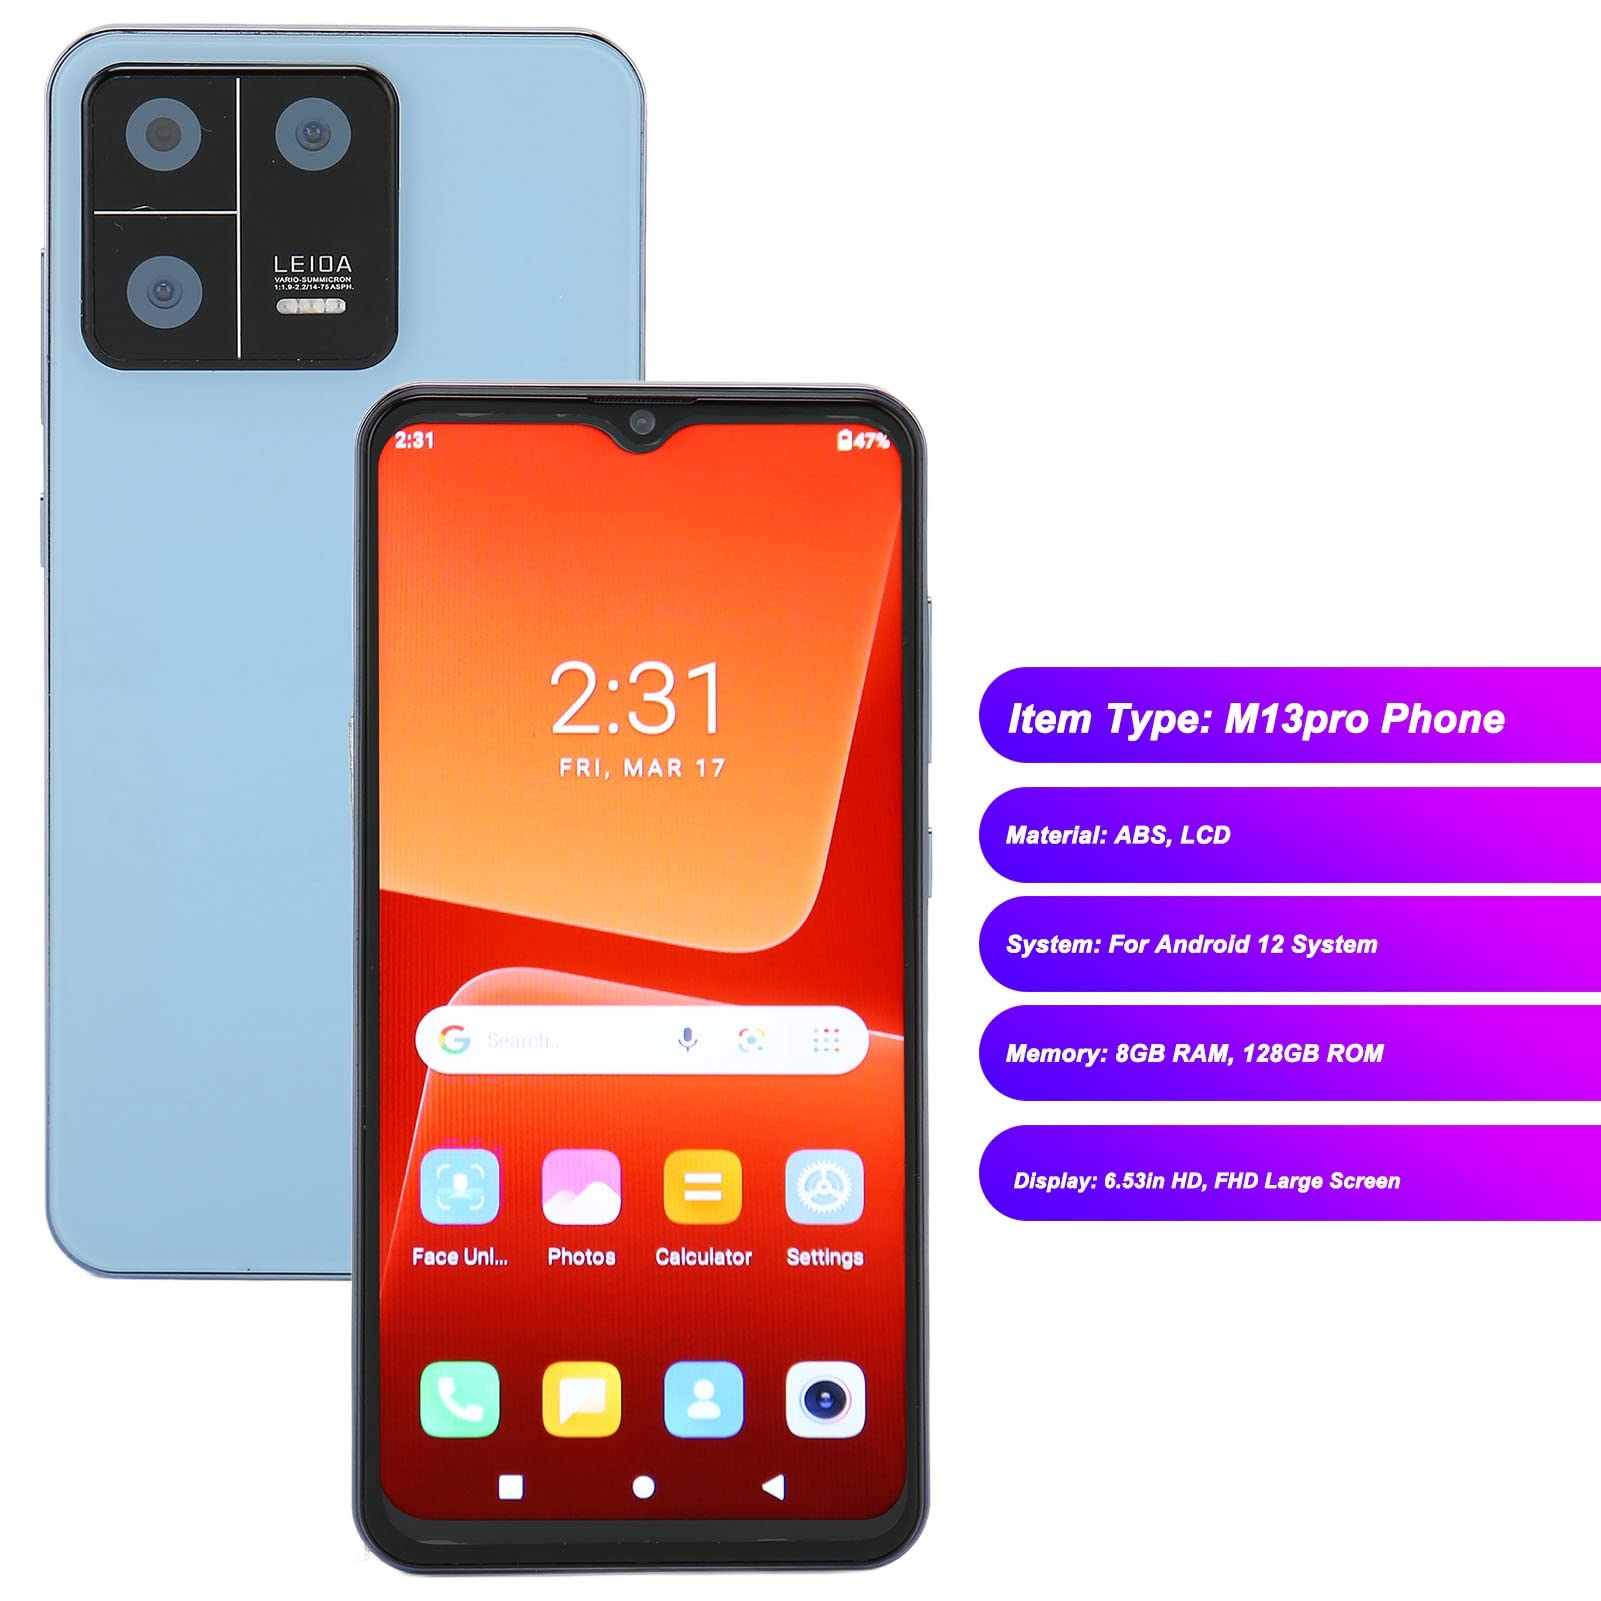 LEIDA
VARIO-SUMMICRON
1:1.9-2.2/14-75 ASPH.
2:31
47%
2:31
FRI, MAR 17
Search..
Face Unl...
Photos
Calculator
Settings
Item Type: M13pro Phone
Material: ABS, LCD
System: For Android 12 System
Memory: 8GB RAM, 128GB ROM
Display: 6.53in HD, FHD Large Screen